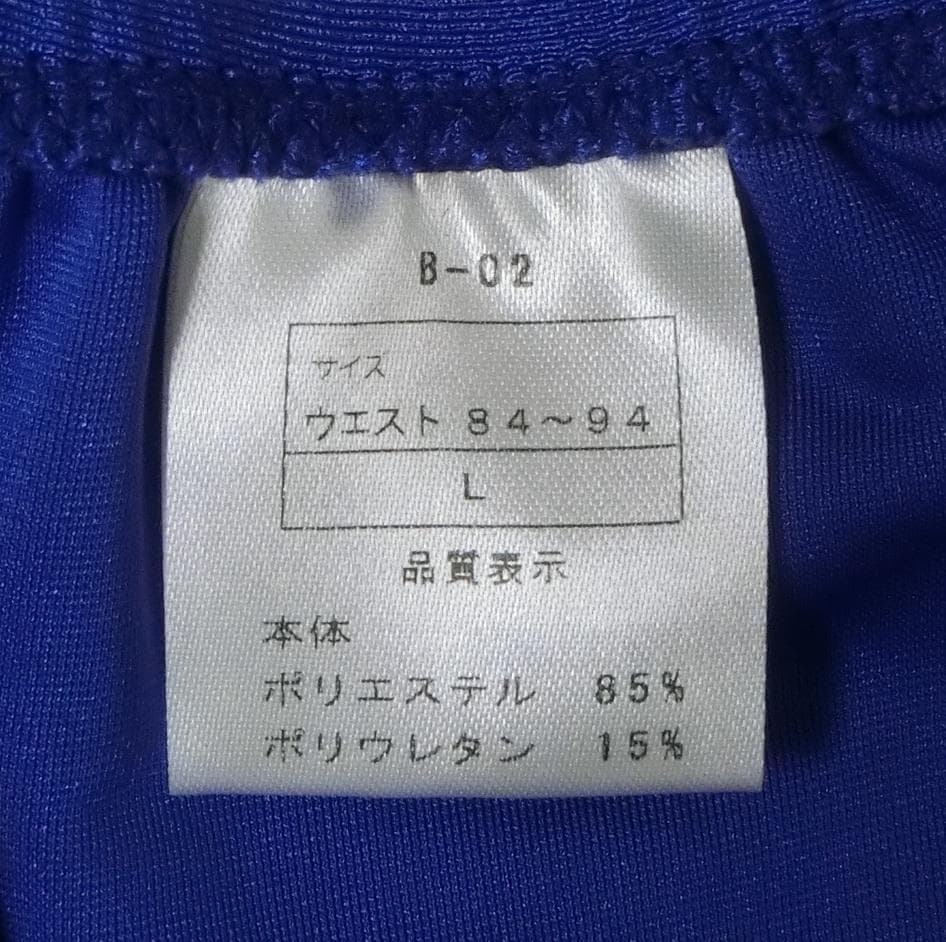 B-02
サイズ
ウエスト 84〜94
L
品質表示
本体
ポリエステル 85%
ポリウレタン 15%